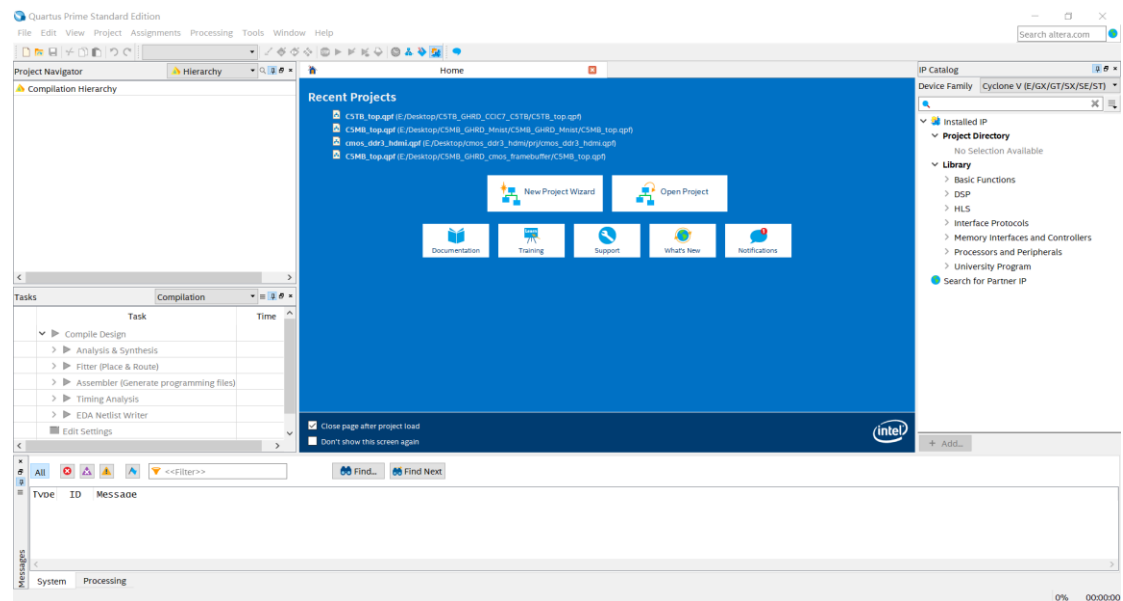 Quartus Prime Standard Edition
File Edit View Project Assignments Processing Tools Window Help
Search altera.com
Project Navigator
Hierarchy
Compilation Hierarchy
Home
Recent Projects
C5TB_top.qpf (E:/Desktop/C5TB_GHRD_CCIC7_C5TB/C5TB_top.qpf)
C5MB_top.qpf (E:/Desktop/C5MB_GHRD_Mnist/C5MB_GHRD_Mnist/C5MB_top.qpf)
cmos_ddr3_hdmi.qpf (E:/Desktop/cmos_ddr3_hdmi/prj/cmos_ddr3_hdmi.qpf)
C5MB_top.qpf (E:/Desktop/C5MB_GHRD_cmos_framebuffer/C5MB_top.qpf)
New Project Wizard
Open Project
Documentation
Training
Support
What's New
Notifications
Close page after project load
Don't show this screen again
intel
IP Catalog
Device Family Cyclone V (E/GX/GT/SX/SE/ST)
Installed IP
Project Directory
No Selection Available
Library
Basic Functions
DSP
HLS
Interface Protocols
Memory Interfaces and Controllers
Processors and Peripherals
University Program
Search for Partner IP
+ Add...
Tasks
Compilation
Task Time
Compile Design
Analysis & Synthesis
Fitter (Place & Route)
Assembler (Generate programming files)
Timing Analysis
EDA Netlist Writer
Edit Settings
All
<<Filter>>
Find...
Find Next
Type ID Message
Messages
System Processing
0% 00:00:00